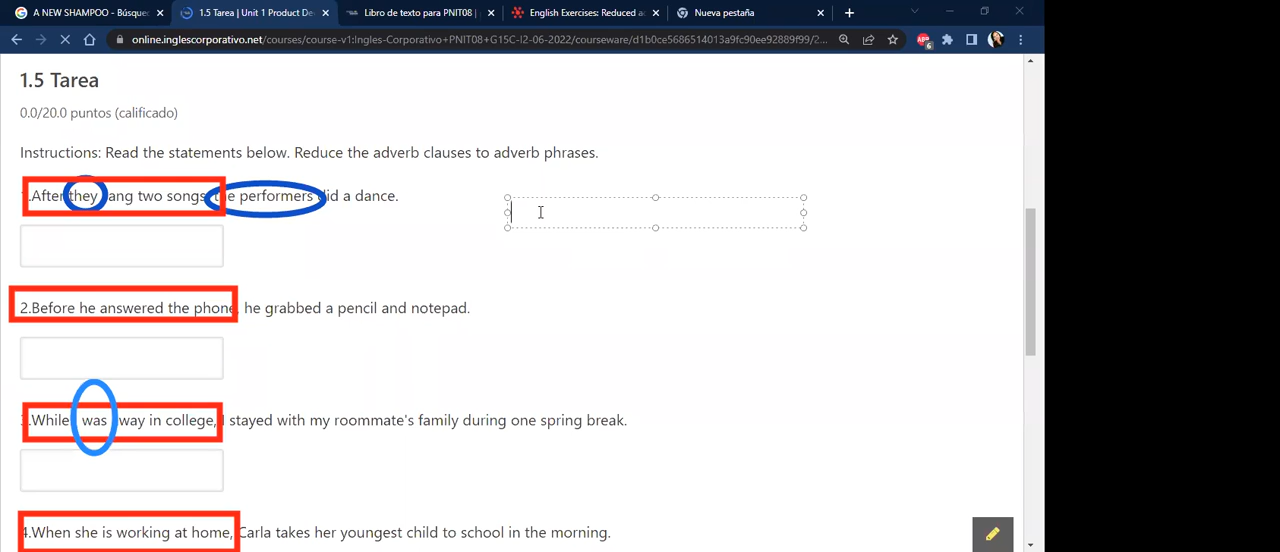 A NEW SHAMPOO - Búsque
1.5 Tarea | Unit 1 Product De
Libro de texto para PNIT08 |
English Exercises: Reduced a
Nueva pestaña
online.inglescorporativo.net/courses/course-v1:Ingles-Corporativo+PNIT08+G15C-I2-06-2022/courseware/d1b0ce5686514013a9fc90ee92889f99/2...
6
1.5 Tarea
0.0/20.0 puntos (calificado)
Instructions: Read the statements below. Reduce the adverb clauses to adverb phrases.
1.After they sang two songs, the performers did a dance.
2.Before he answered the phone, he grabbed a pencil and notepad.
3.While I was away in college, I stayed with my roommate's family during one spring break.
4.When she is working at home, Carla takes her youngest child to school in the morning.